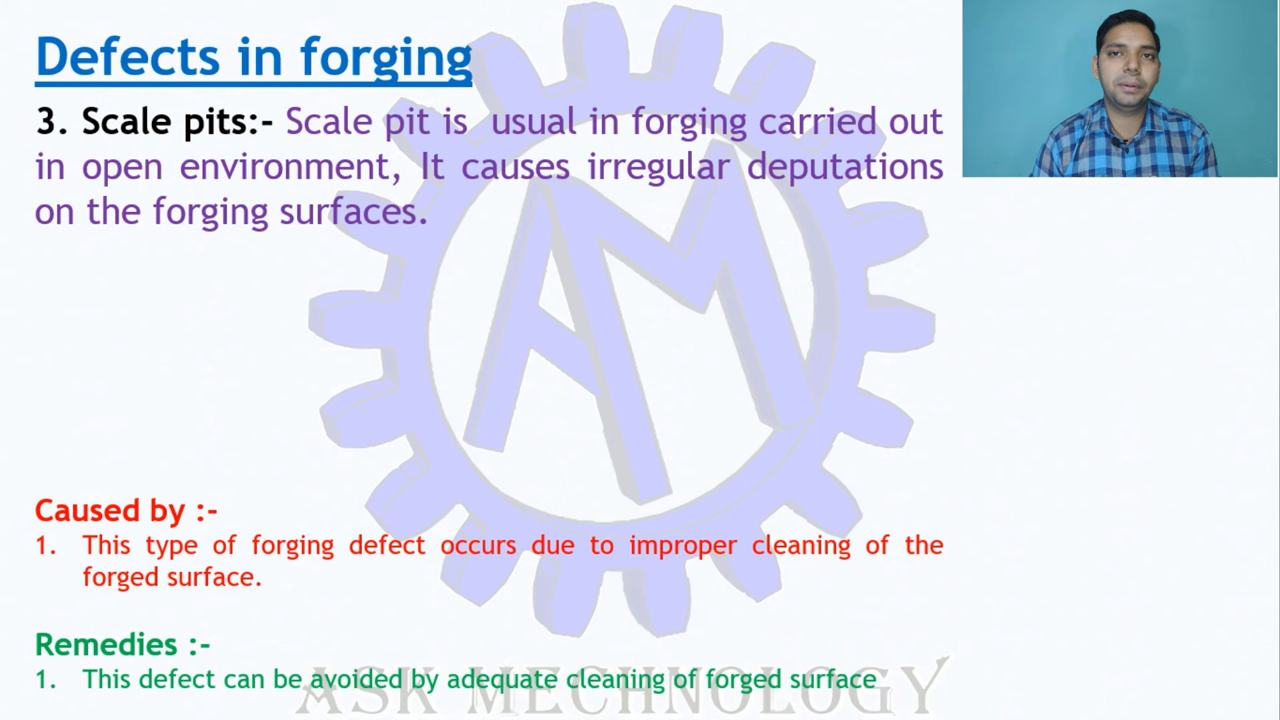 Defects in forging
3. Scale pits:- Scale pit is usual in forging carried out
in open environment, It causes irregular deputations
on the forging surfaces.
Caused by :-
1. This type of forging defect occurs due to improper cleaning of the
forged surface.
Remedies :-
1. This defect can be avoided by adequate cleaning of forged surface
ASK MECHNOLOGY